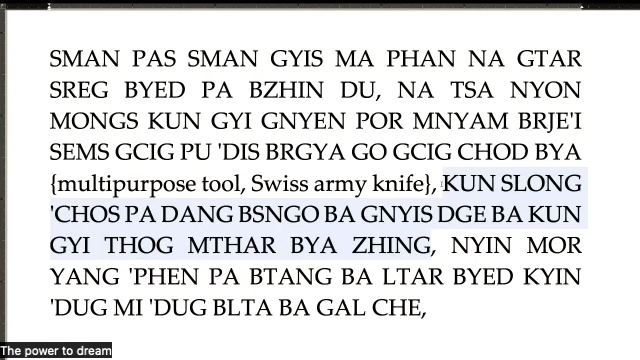 SMAN PAS SMAN GYIS MA PHAN NA GTAR
SREG BYED PA BZHIN DU, NA TSA NYON
MONGS KUN GYI GNYEN POR MNYAM BRJE'I
SEMS GCIG PU 'DIS BRGYA GO GCIG CHOD BYA
{multipurpose tool, Swiss army knife}, KUN SLONG
'CHOS PA DANG BSNGO BA GNYIS DGE BA KUN
GYI THOG MTHAR BYA ZHING, NYIN MOR
YANG 'PHEN PA BTANG BA LTAR BYED KYIN
'DUG MI 'DUG BLTA BA GAL CHE,
The power to dream